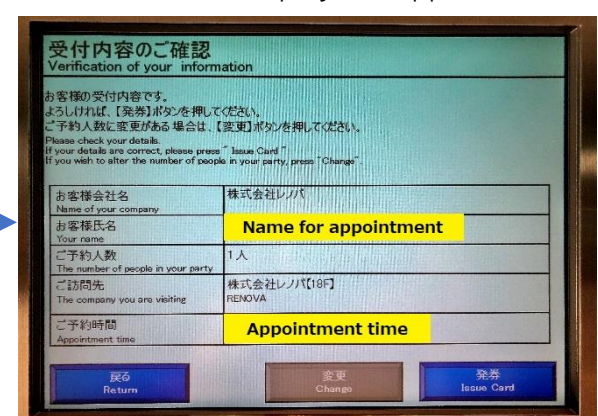 受付内容のご確認
Verification of your information
お客様の受付内容です。
よろしければ、【発券】ボタンを押してください。
ご予約人数に変更がある場合は、【変更】ボタンを押してください。
Please check your details.
If your details are correct, please press "Issue Card"
If you wish to alter the number of people in your party, press "Change".
お客様会社名 株式会社レノバ
Name of your company
お客様氏名 Name for appointment
Your name
ご予約人数 1人
The number of people in your party
ご訪問先 株式会社レノバ【18F】
The company you are visiting RENOVA
ご予約時間 Appointment time
Appointment time
戻る 変更 発券
Return Change Issue Card